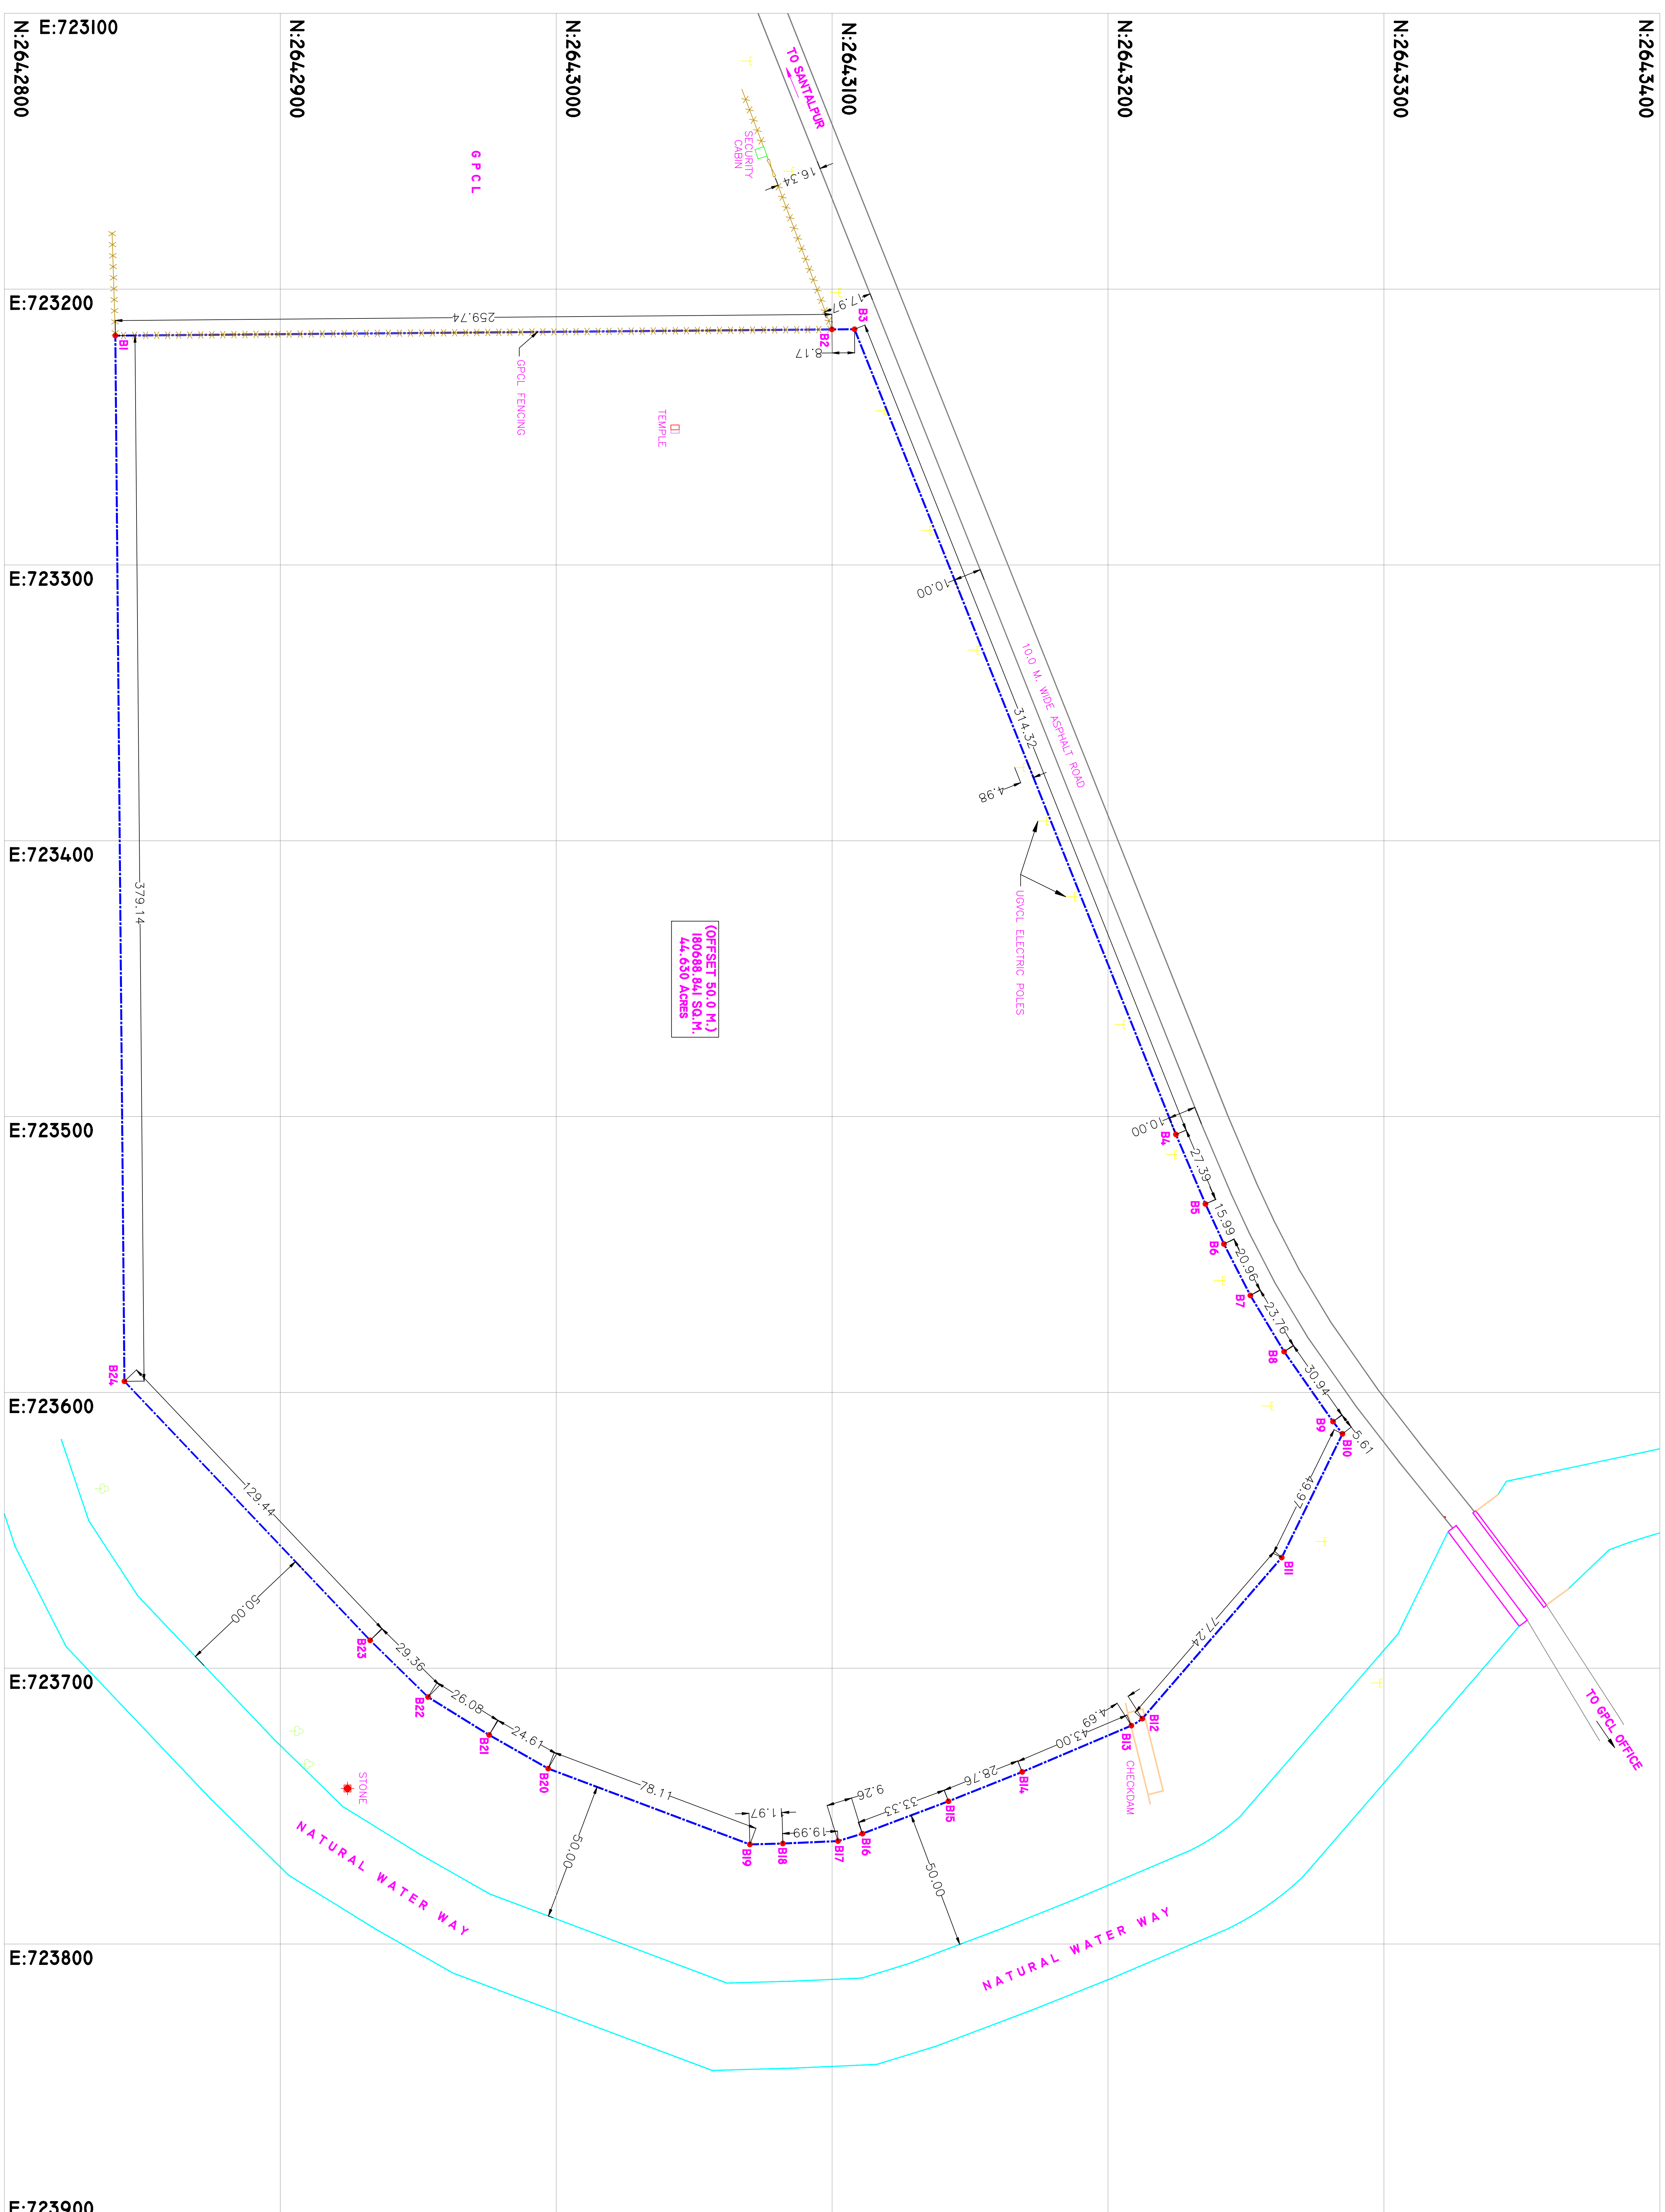 E:723100
N:2642800
N:2642900
N:2643000
N:2643100
N:2643200
N:2643300
N:2643400
TO SANTALPUR
SECURITY
CABIN
16.34
GPCL
E:723200
17.97
259.74
B1
B2
B3
8.17
GPCL FENCING
TEMPLE
E:723300
10.00
10.0 M. WIDE ASPHALT ROAD
314.32
4.98
E:723400
379.14
UGVCL ELECTRIC POLES
(OFFSET 50.0 M.)
180688.841 SQ.M.
44.630 ACRES
E:723500
10.00
B4
27.39
B5
15.99
B6
20.96
B7
23.76
B8
30.94
B24
E:723600
B9
5.61
B10
49.97
129.44
B11
50.00
77.24
B23
29.36
E:723700
B22
26.08
B21
24.61
B20
4.69
B12
B13
CHECKDAM
43.00
TO GPCL OFFICE
B14
28.76
B15
33.33
9.26
B16
B17
19.99
11.97
B18
B19
78.11
STONE
50.00
50.00
NATURAL WATER WAY
NATURAL WATER WAY
E:723800
E:723900